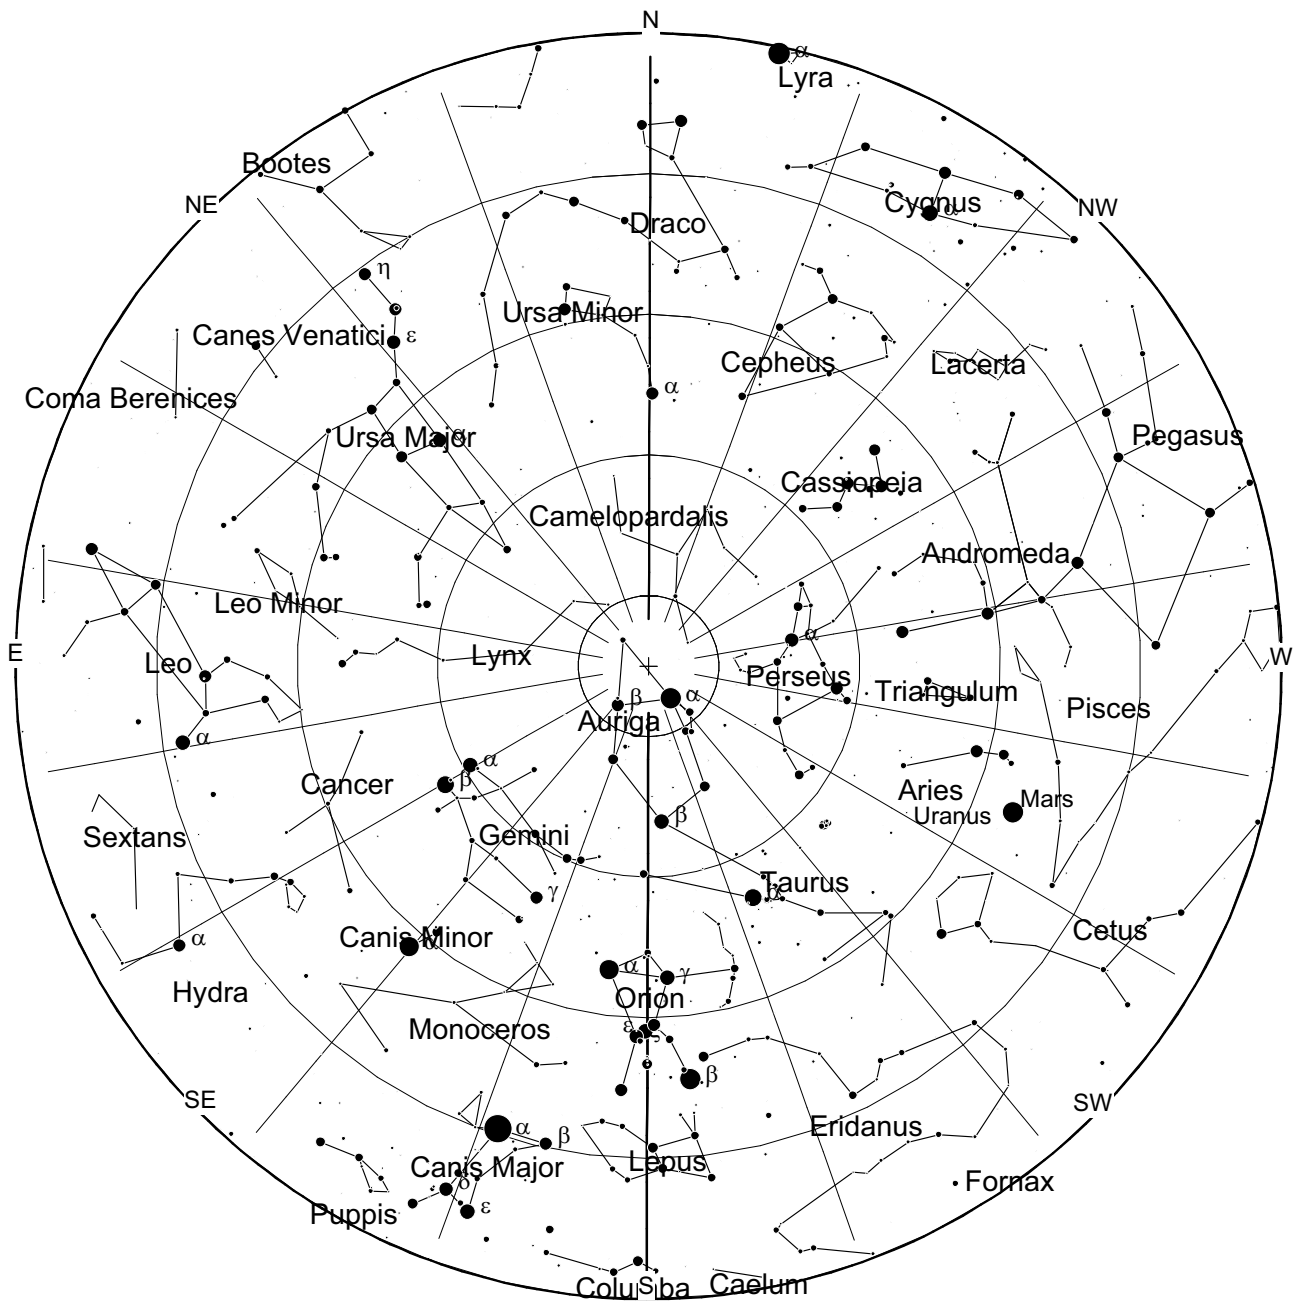 N
α
Lyra
Bootes
NE
Cygnus
α
NW
Draco
η
Ursa Minor
Canes Venatici
ε
Cepheus
Lacerta
α
Coma Berenices
Ursa Major
α
Pegasus
Cassiopeia
Camelopardalis
Andromeda
Leo Minor
α
E
Leo
Lynx
Perseus
W
β
α
Triangulum
Auriga
Pisces
α
α
Cancer
β
Aries
Mars
Uranus
β
Sextans
Gemini
Taurus
α
γ
Cetus
Canis Minor
α
α
α
γ
Hydra
Orion
Monoceros
ε
ζ
β
SE
SW
α
β
Eridanus
Canis Major
Lepus
δ
Fornax
ε
Puppis
Columba
S
Caelum